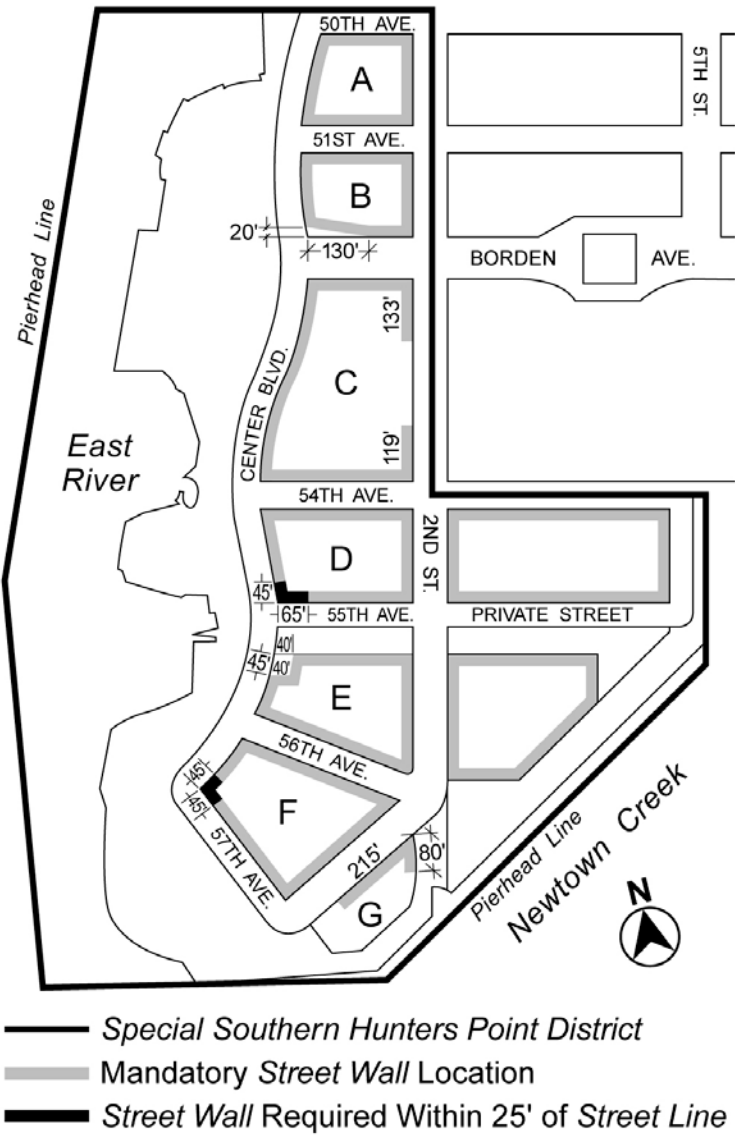 50TH AVE.
A
5TH ST.
51ST AVE.
B
Pierhead Line
20'
130'
BORDEN AVE.
133'
C
CENTER BLVD.
119'
East
River
54TH AVE.
2ND ST.
D
45'
65'
55TH AVE.
PRIVATE STREET
40'
45'
40'
E
56TH AVE.
45'
45'
F
57TH AVE.
215'
80'
G
Pierhead Line
Newtown Creek
N
Special Southern Hunters Point District
Mandatory Street Wall Location
Street Wall Required Within 25' of Street Line